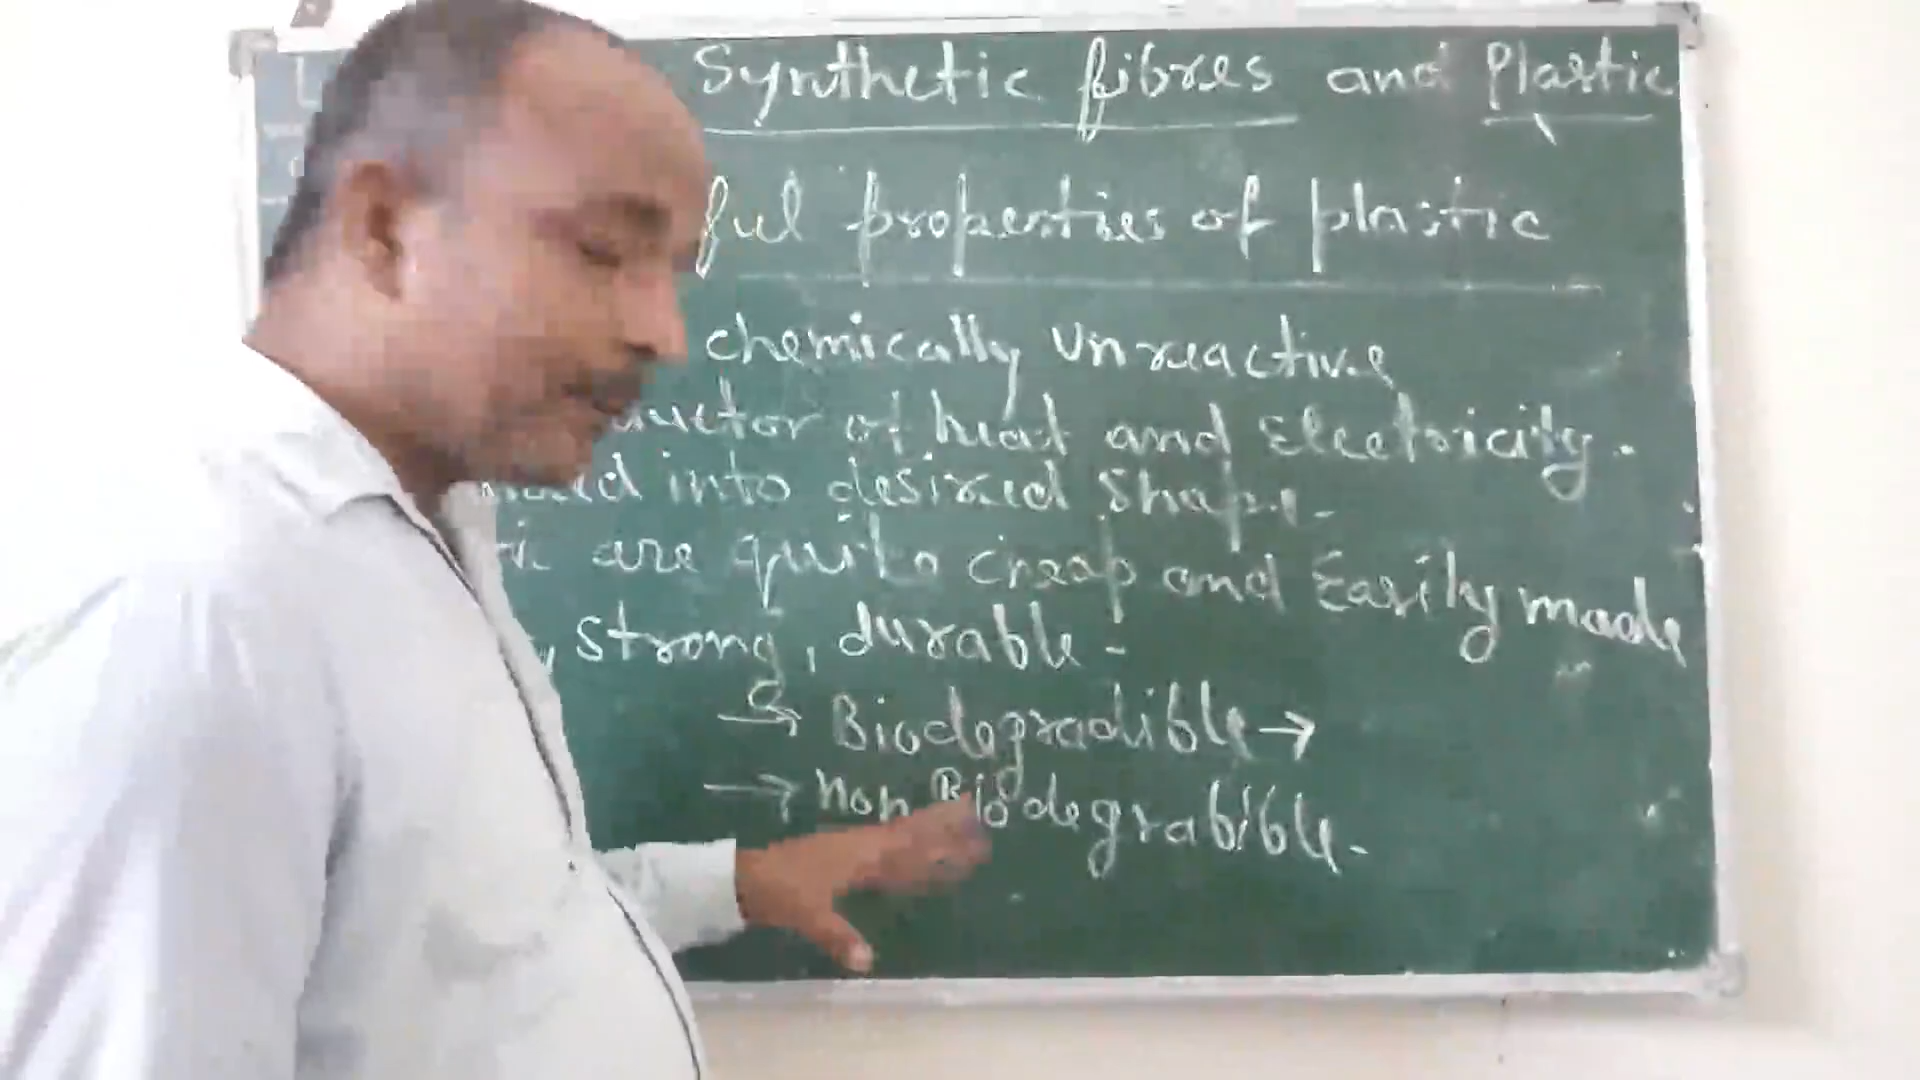 Synthetic fibres and Plastic
ful properties of plastic
chemically unreactive
uctor of heat and Electricity.
into desired shape.
are quite cheap and Easily made
, strong, durable -
→ Biodegradible →
→ non Biodegrabible.